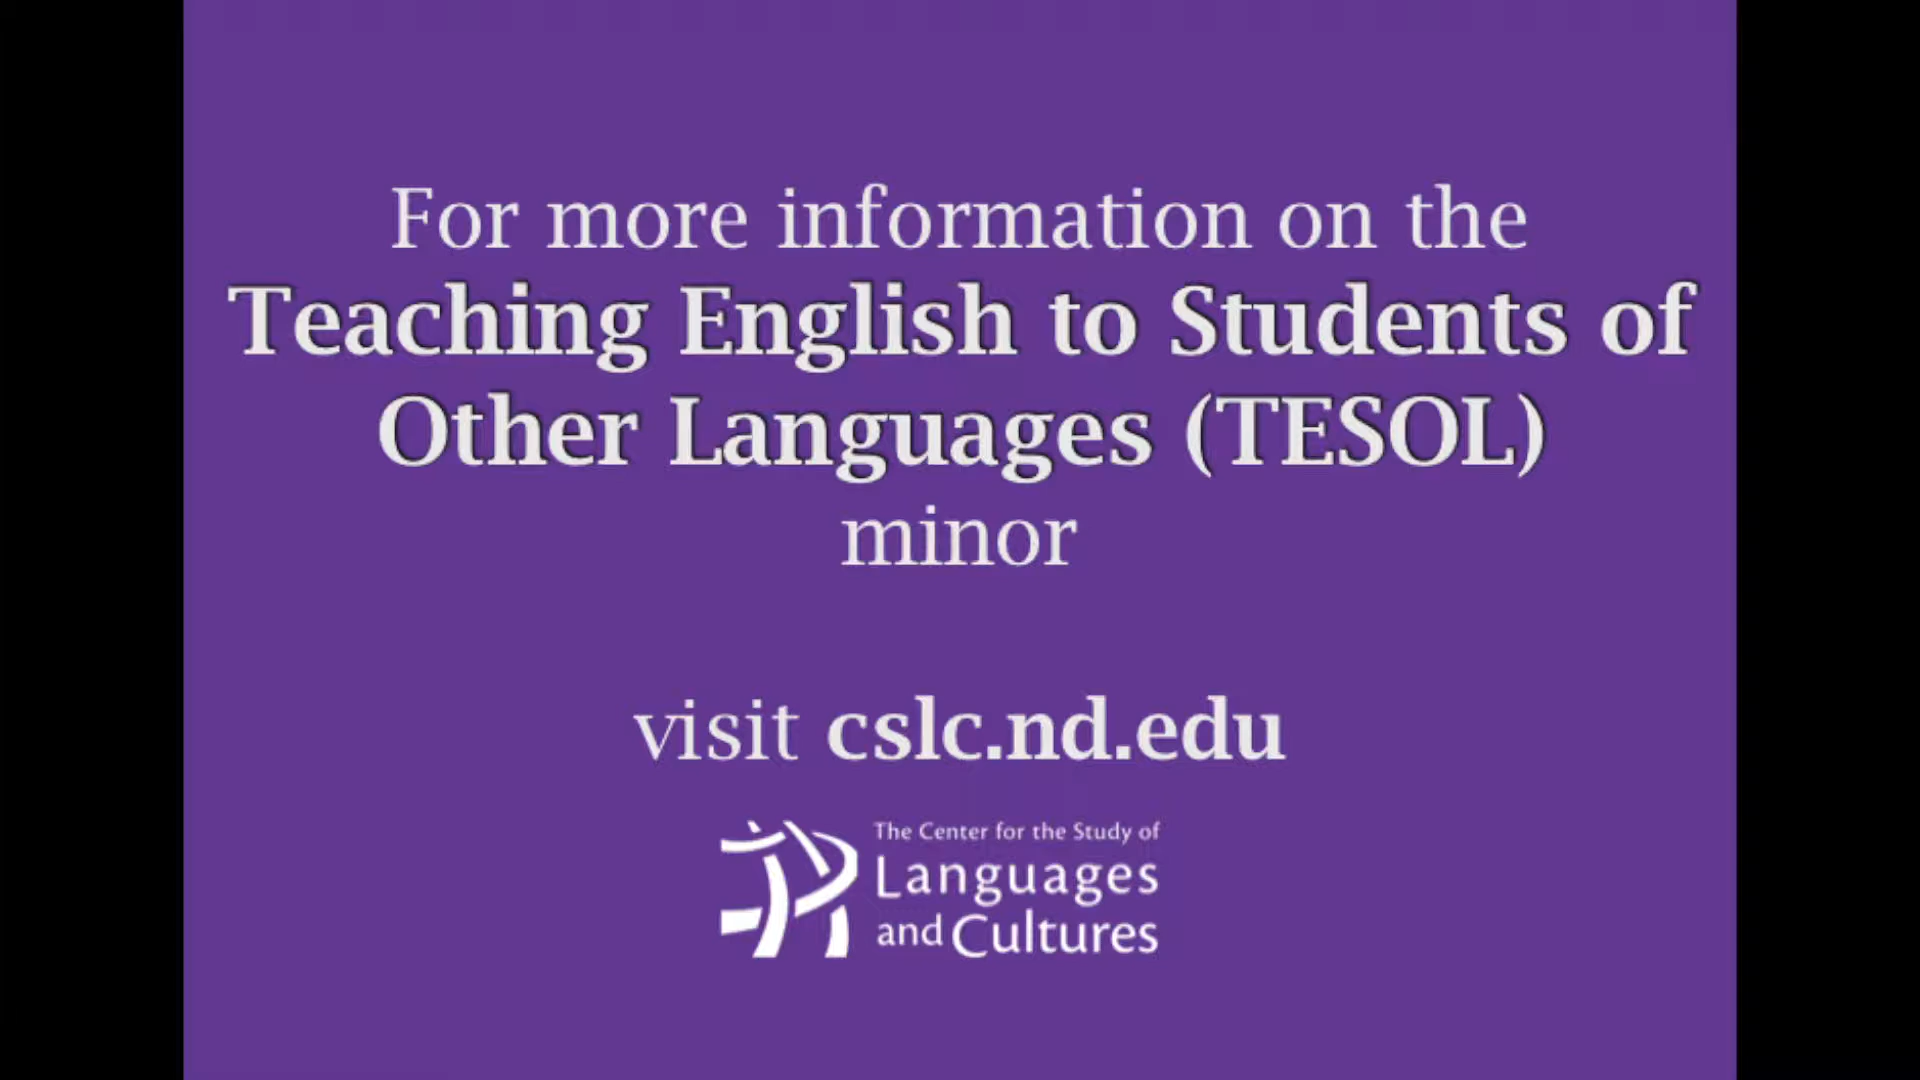 For more information on the
Teaching English to Students of
Other Languages (TESOL)
minor
visit cslc.nd.edu
The Center for the Study of
Languages
and Cultures